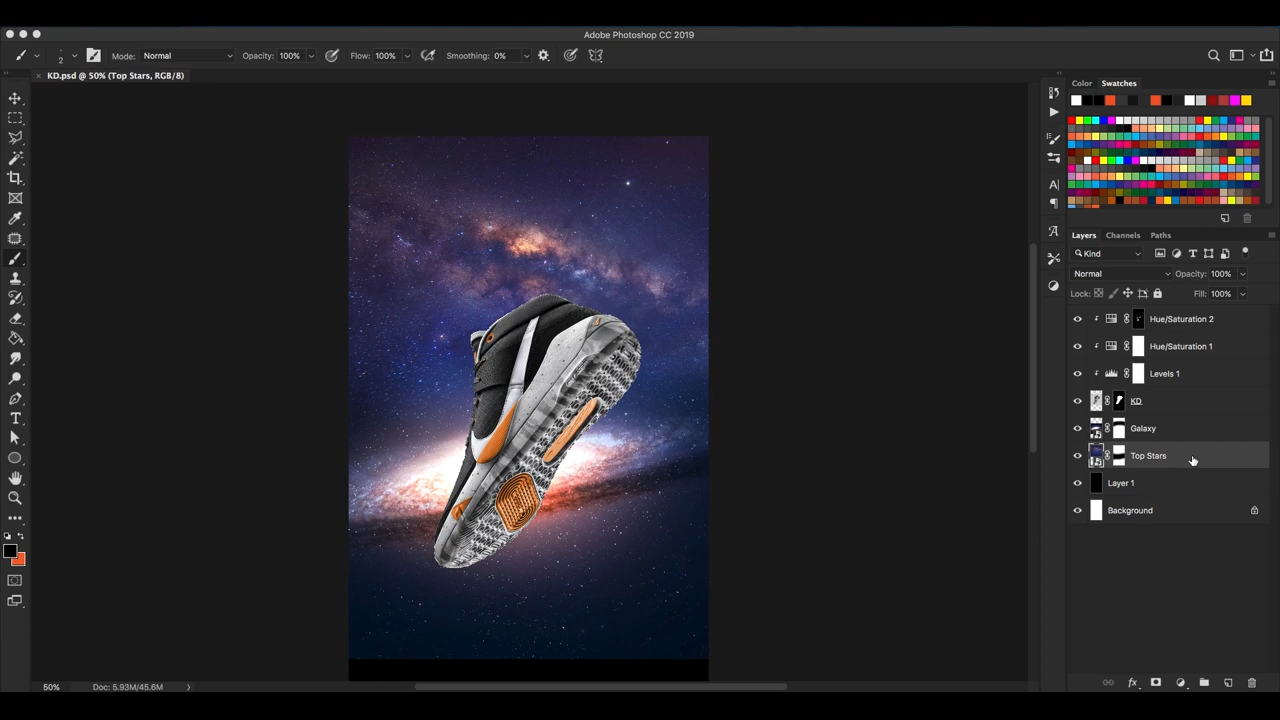 Adobe Photoshop CC 2019
2 Mode: Normal Opacity: 100% Flow: 100% Smoothing: 0%
× KD.psd @ 50% (Top Stars, RGB/8)
Color Swatches
Layers Channels Paths
Kind
Normal Opacity: 100%
Lock: Fill: 100%
Hue/Saturation 2
Hue/Saturation 1
Levels 1
KD
Galaxy
Top Stars
Layer 1
Background
50% Doc: 5.93M/45.6M